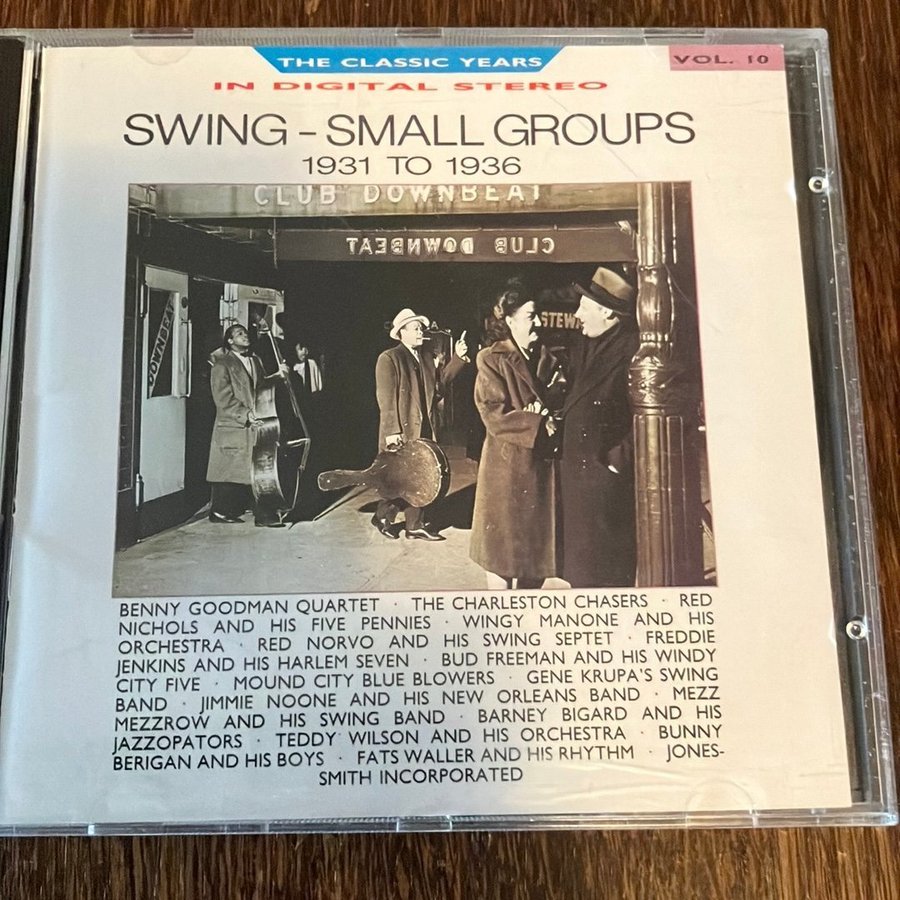 THE CLASSIC YEARS
VOL. 10
IN DIGITAL STEREO
SWING – SMALL GROUPS
1931 TO 1936
CLUB DOWNBEAT
CLUB DOWNBEAT
DOWNBEAT
STEW
BENNY GOODMAN QUARTET · THE CHARLESTON CHASERS · RED
NICHOLS AND HIS FIVE PENNIES · WINGY MANONE AND HIS
ORCHESTRA · RED NORVO AND HIS SWING SEPTET · FREDDIE
JENKINS AND HIS HARLEM SEVEN · BUD FREEMAN AND HIS WINDY
CITY FIVE · MOUND CITY BLUE BLOWERS · GENE KRUPA'S SWING
BAND · JIMMIE NOONE AND HIS NEW ORLEANS BAND · MEZZ
MEZZROW AND HIS SWING BAND · BARNEY BIGARD AND HIS
JAZZOPATORS · TEDDY WILSON AND HIS ORCHESTRA · BUNNY
BERIGAN AND HIS BOYS · FATS WALLER AND HIS RHYTHM · JONES-
SMITH INCORPORATED